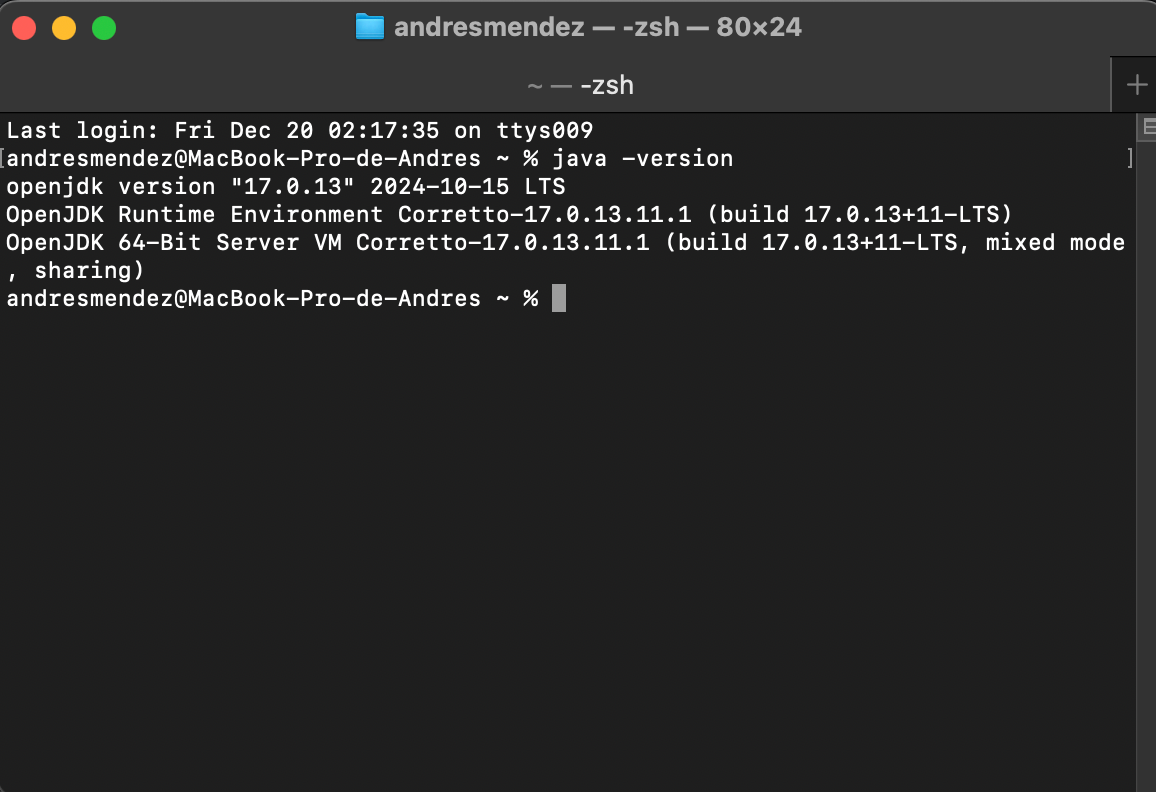 andresmendez — -zsh — 80×24
~ — -zsh
Last login: Fri Dec 20 02:17:35 on ttys009
[andresmendez@MacBook-Pro-de-Andres ~ % java -version ]
openjdk version "17.0.13" 2024-10-15 LTS
OpenJDK Runtime Environment Corretto-17.0.13.11.1 (build 17.0.13+11-LTS)
OpenJDK 64-Bit Server VM Corretto-17.0.13.11.1 (build 17.0.13+11-LTS, mixed mode
, sharing)
andresmendez@MacBook-Pro-de-Andres ~ %